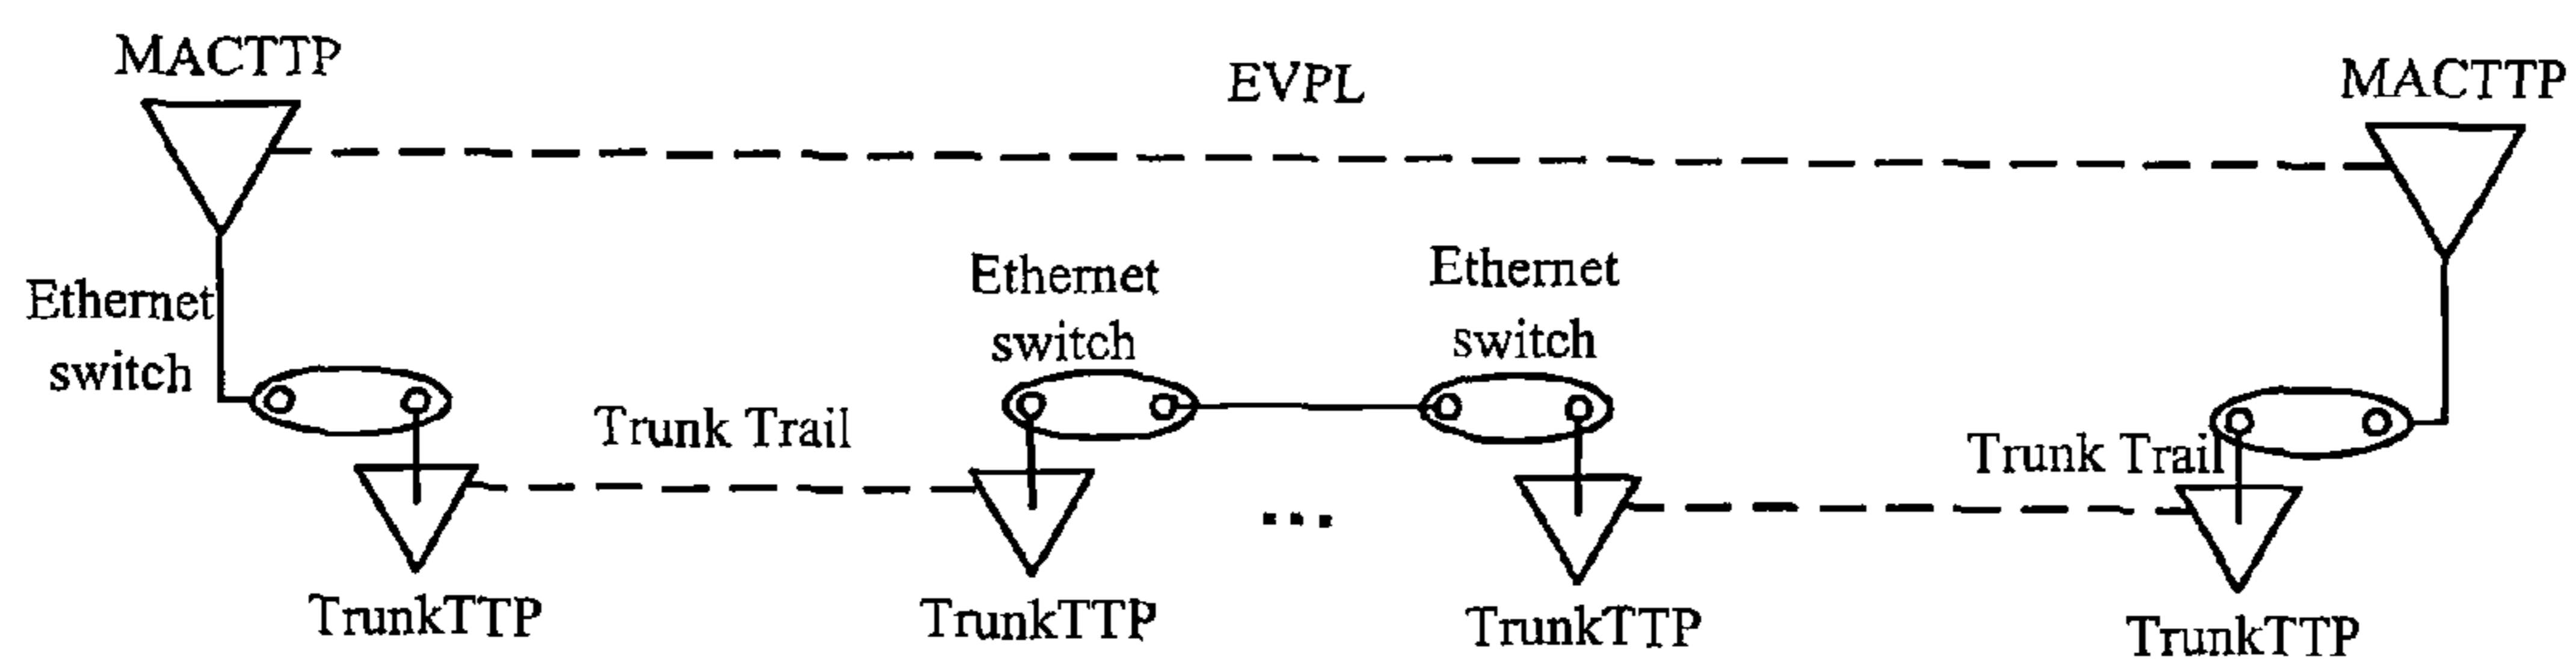 MACTTP
EVPL
MACTTP
Ethernet
switch
Ethernet
switch
Ethernet
switch
Trunk Trail
Trunk Trail
...
TrunkTTP
TrunkTTP
TrunkTTP
TrunkTTP